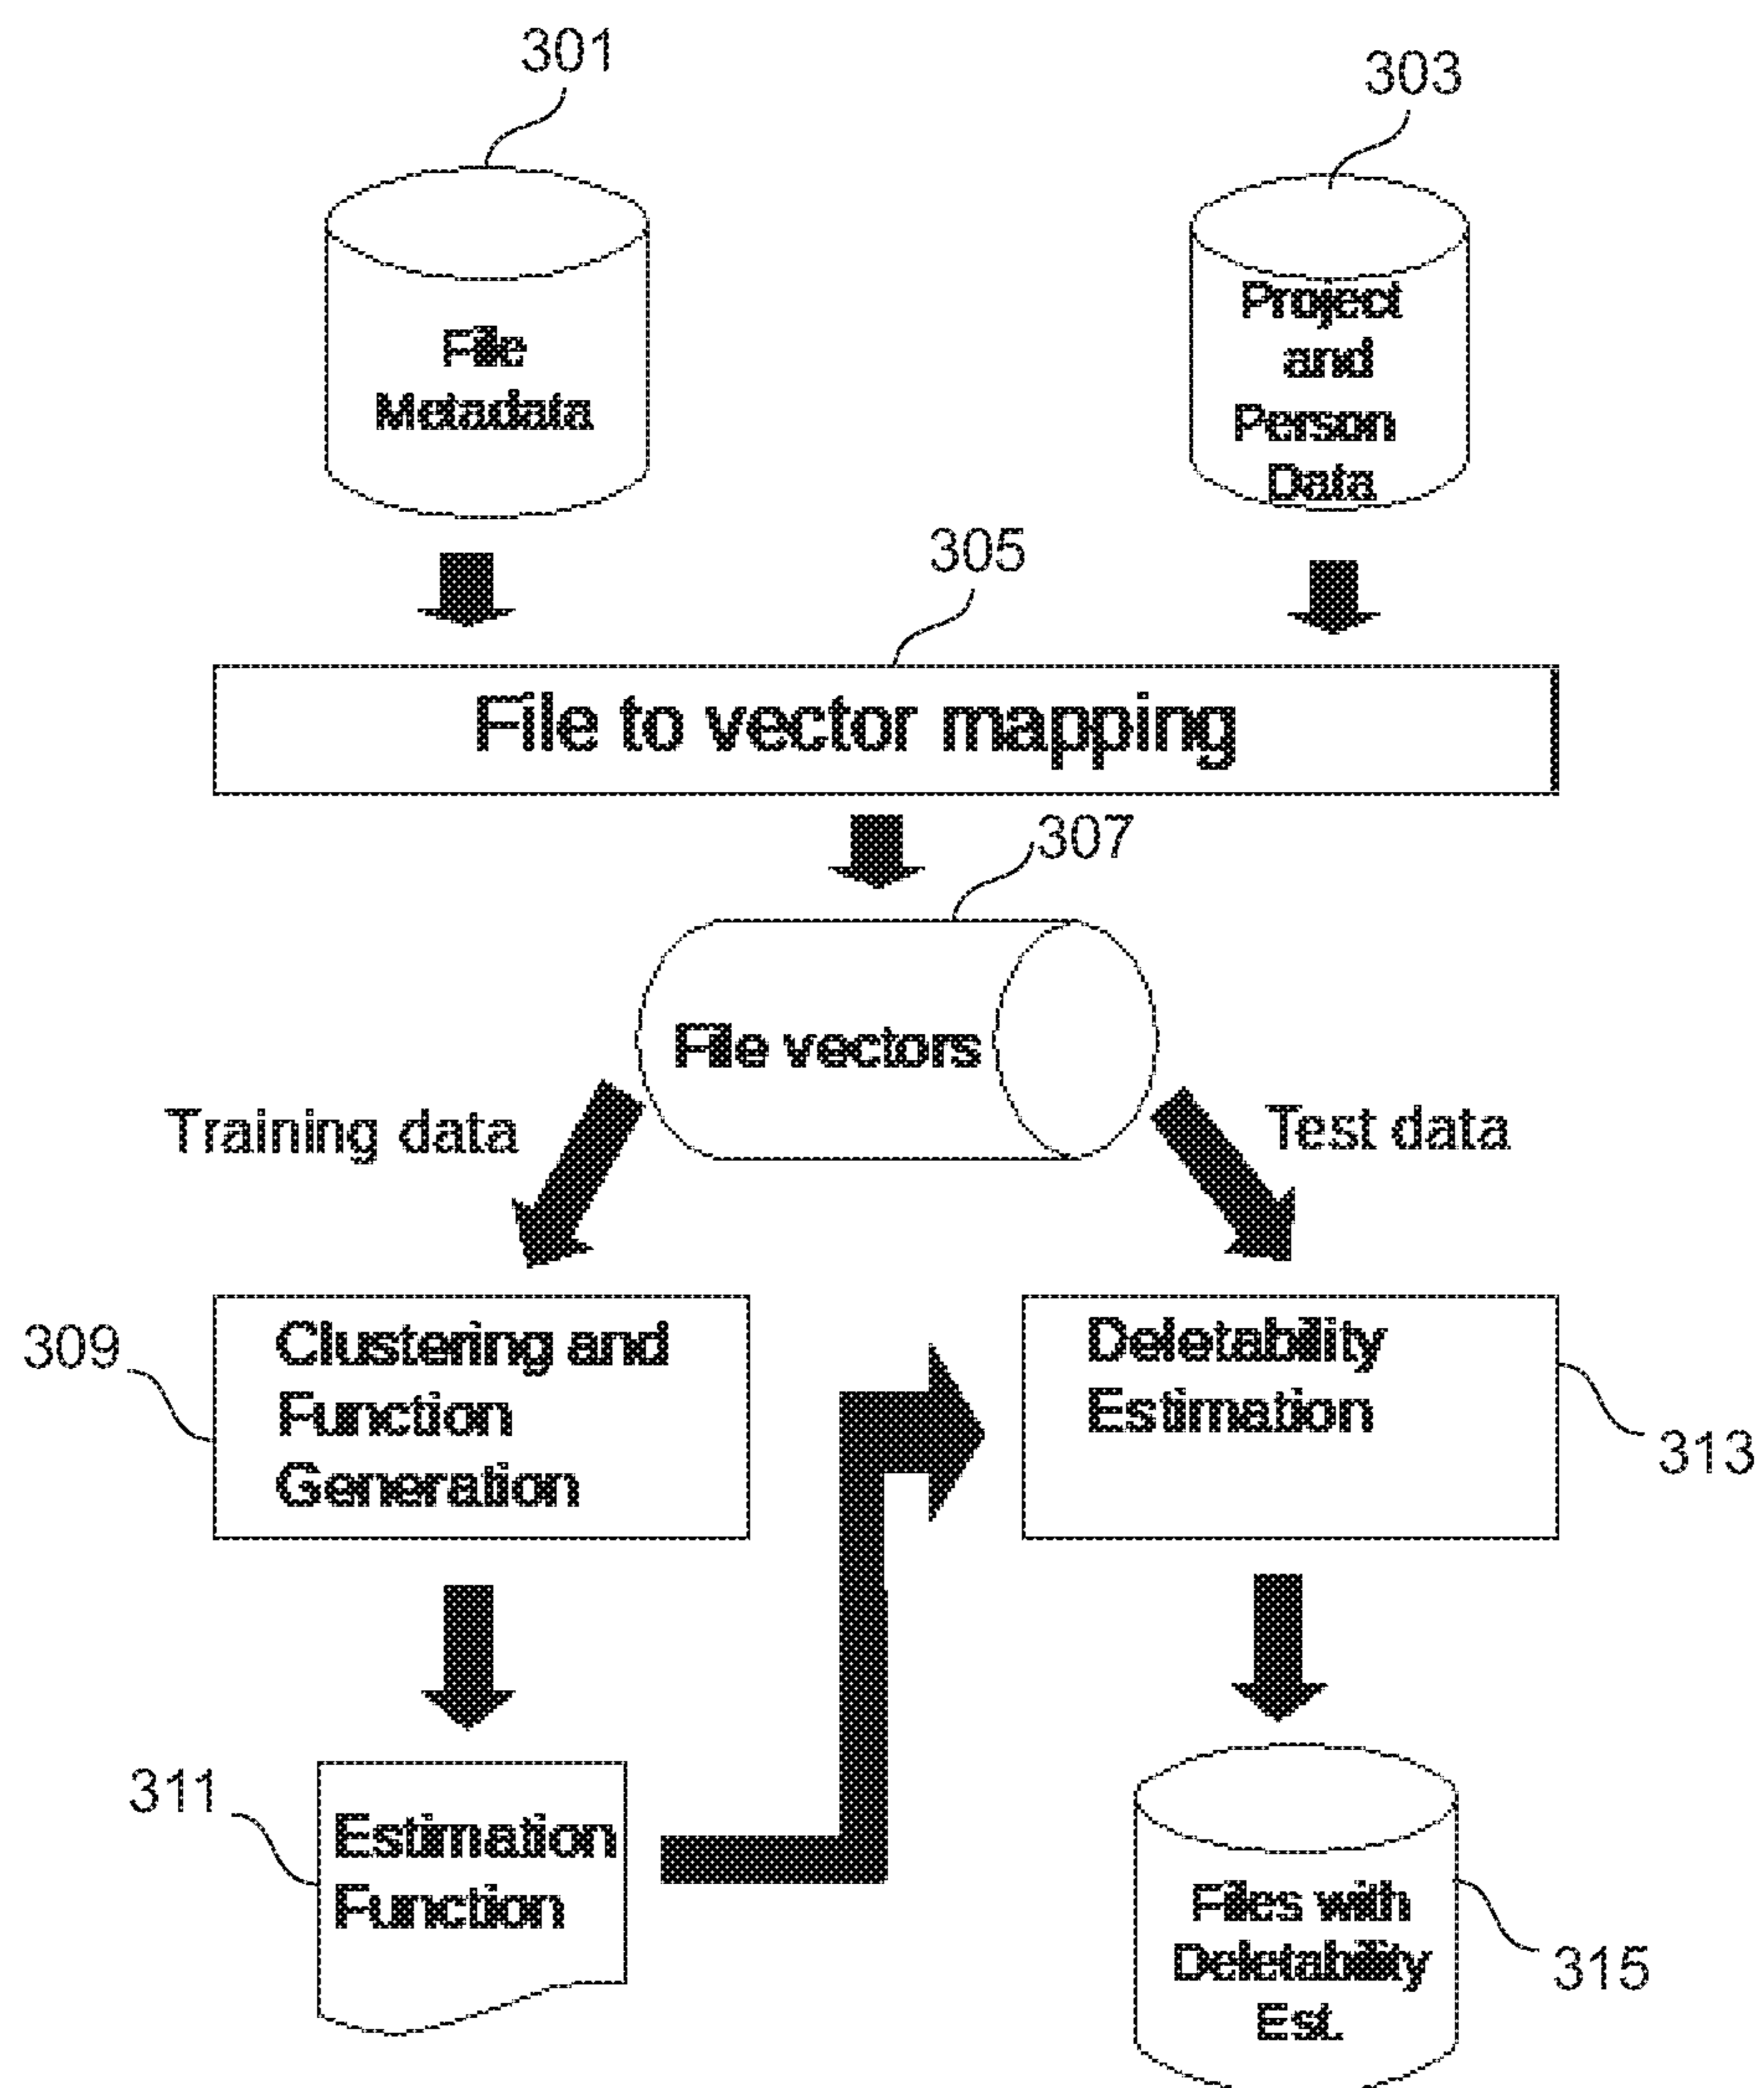 301
303
File
Metadata
Project
and
Person
Data
305
File to vector mapping
307
File vectors
Training data
Test data
309
Clustering and
Function
Generation
Deletability
Estimation
313
311
Estimation
Function
Files with
Deletability
Est.
315